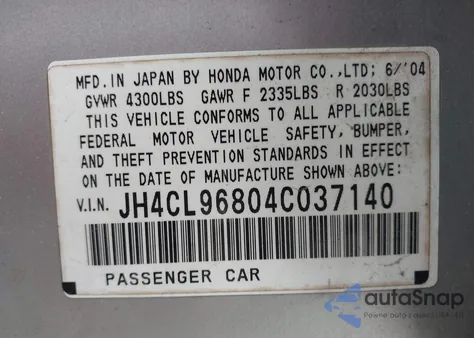 MFD. IN JAPAN BY HONDA MOTOR CO.,LTD; 6/'04
GVWR 4300LBS GAWR F 2335LBS R 2030LBS
THIS VEHICLE CONFORMS TO ALL APPLICABLE
FEDERAL MOTOR VEHICLE SAFETY, BUMPER,
AND THEFT PREVENTION STANDARDS IN EFFECT
ON THE DATE OF MANUFACTURE SHOWN ABOVE:
V.I.N. JH4CL96804C037140
PASSENGER CAR
autoSnap